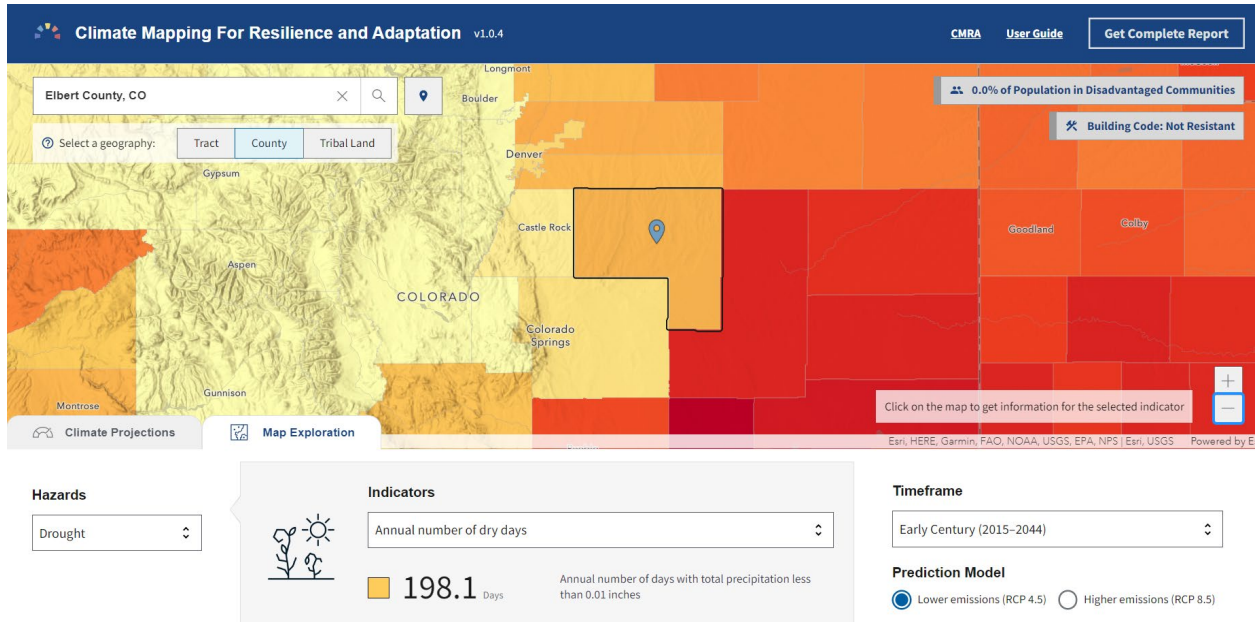 Climate Mapping For Resilience and Adaptation v1.0.4
CMRA
User Guide
Get Complete Report
Longmont
Elbert County, CO
Boulder
0.0% of Population in Disadvantaged Communities
Building Code: Not Resistant
Select a geography:
Tract
County
Tribal Land
Denver
Gypsum
Castle Rock
Goodland
Colby
Aspen
COLORADO
Colorado
Springs
Gunnison
Montrose
Click on the map to get information for the selected indicator
Climate Projections
Map Exploration
Esri, HERE, Garmin, FAO, NOAA, USGS, EPA, NPS | Esri, USGS
Powered by E
Hazards
Drought
Indicators
Annual number of dry days
198.1 Days
Annual number of days with total precipitation less
than 0.01 inches
Timeframe
Early Century (2015–2044)
Prediction Model
Lower emissions (RCP 4.5)
Higher emissions (RCP 8.5)